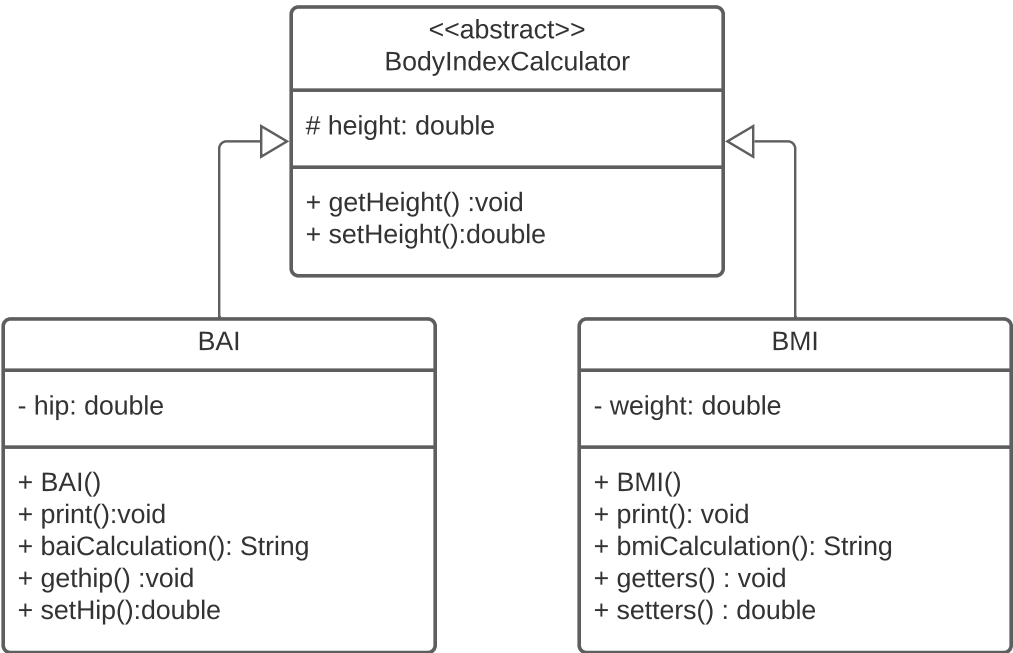 <<abstract>>
BodyIndexCalculator
# height: double
+ getHeight() :void
+ setHeight():double
BAI
- hip: double
+ BAI()
+ print():void
+ baiCalculation(): String
+ gethip() :void
+ setHip():double
BMI
- weight: double
+ BMI()
+ print(): void
+ bmiCalculation(): String
+ getters() : void
+ setters() : double